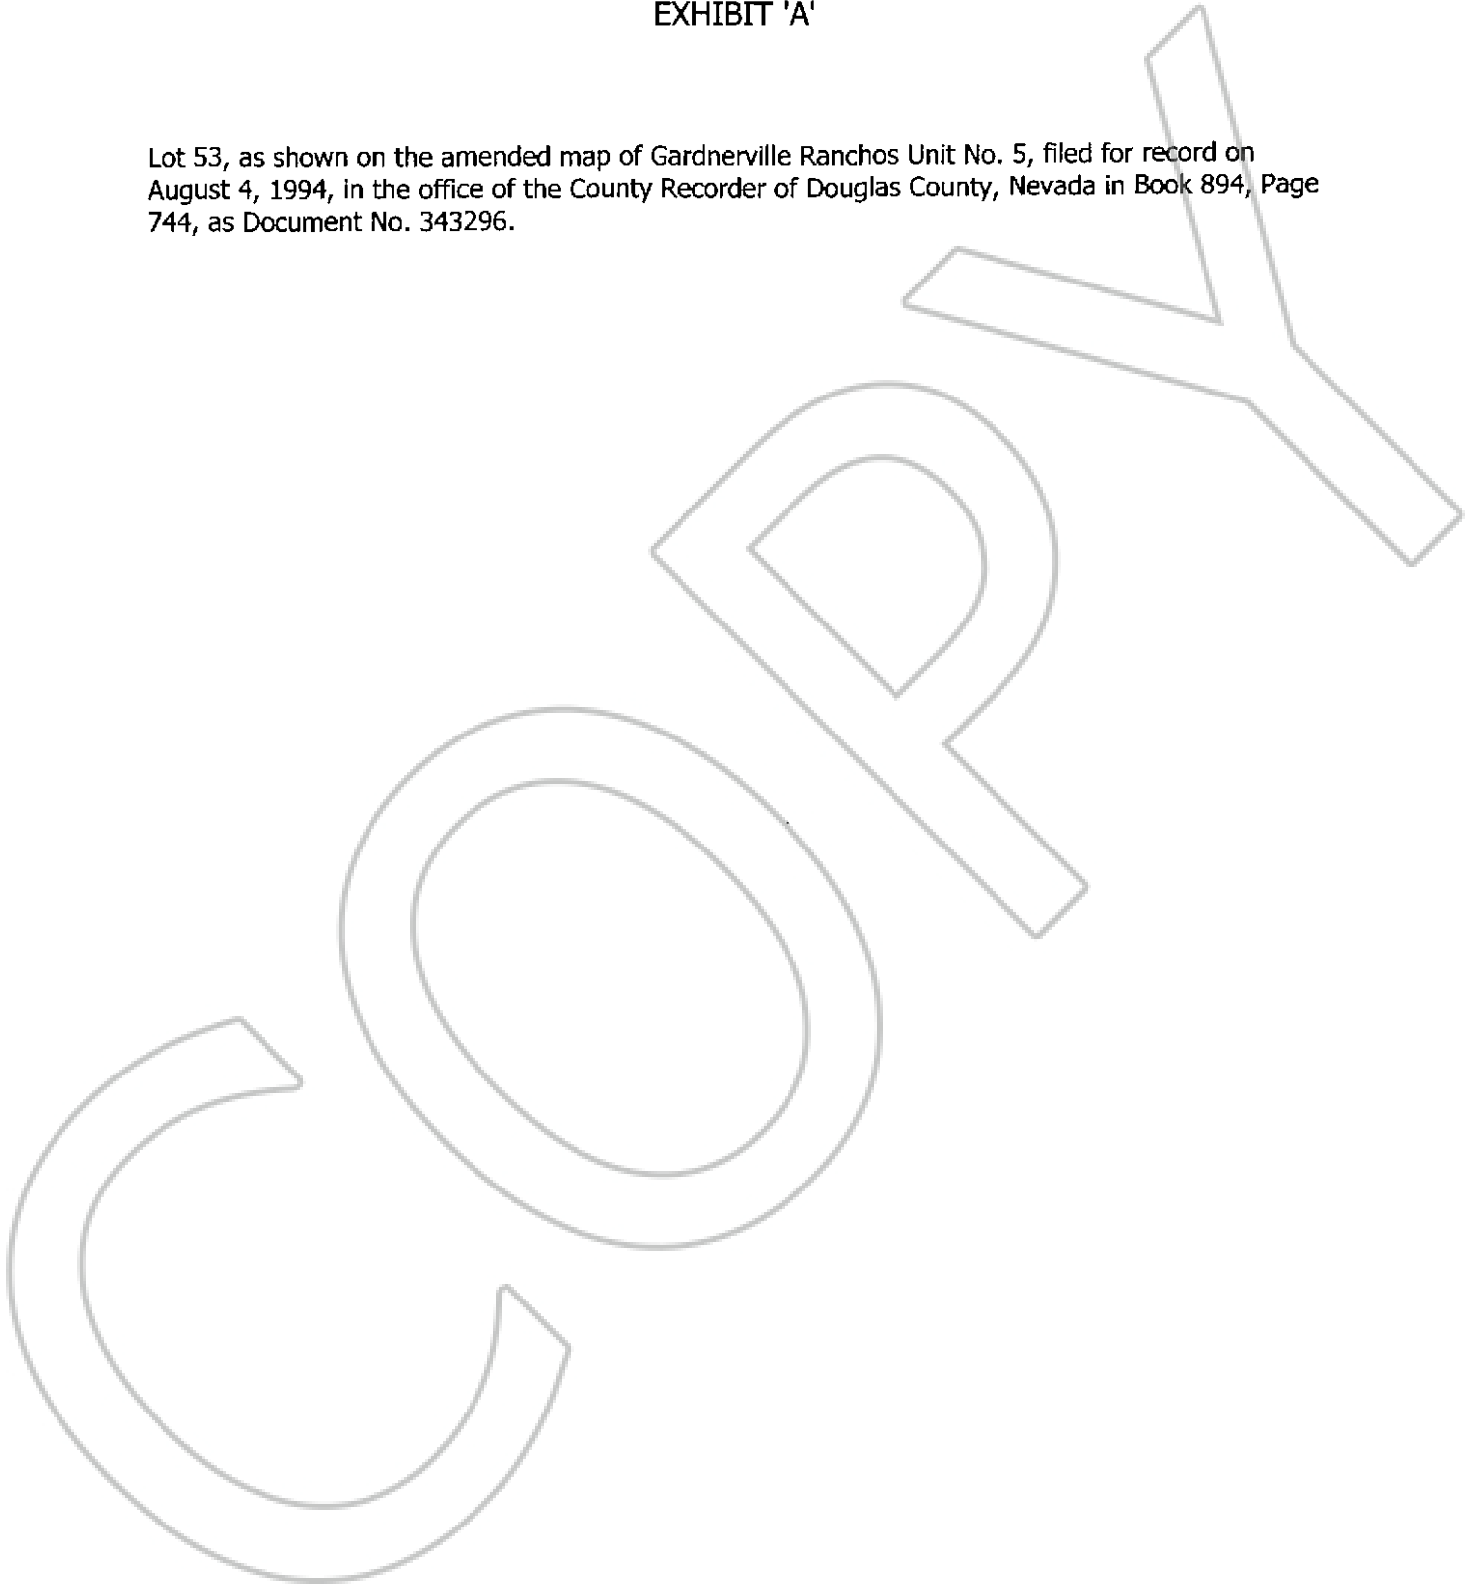 EXHIBIT 'A'
Lot 53, as shown on the amended map of Gardnerville Ranchos Unit No. 5, filed for record on
August 4, 1994, in the office of the County Recorder of Douglas County, Nevada in Book 894, Page
744, as Document No. 343296.
COPY